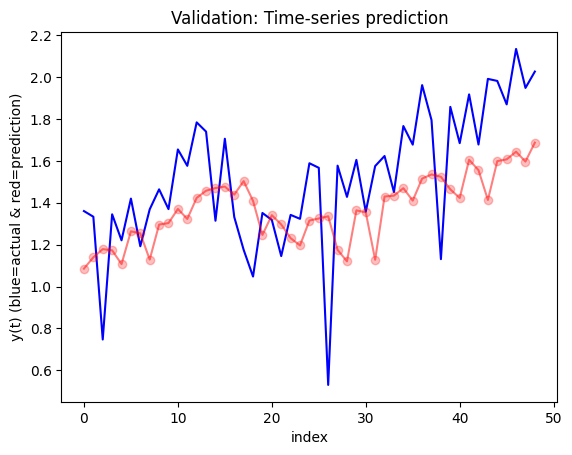 Validation: Time-series prediction
y(t) (blue=actual & red=prediction)
2.2
2.0
1.8
1.6
1.4
1.2
1.0
0.8
0.6
0 10 20 30 40 50
index